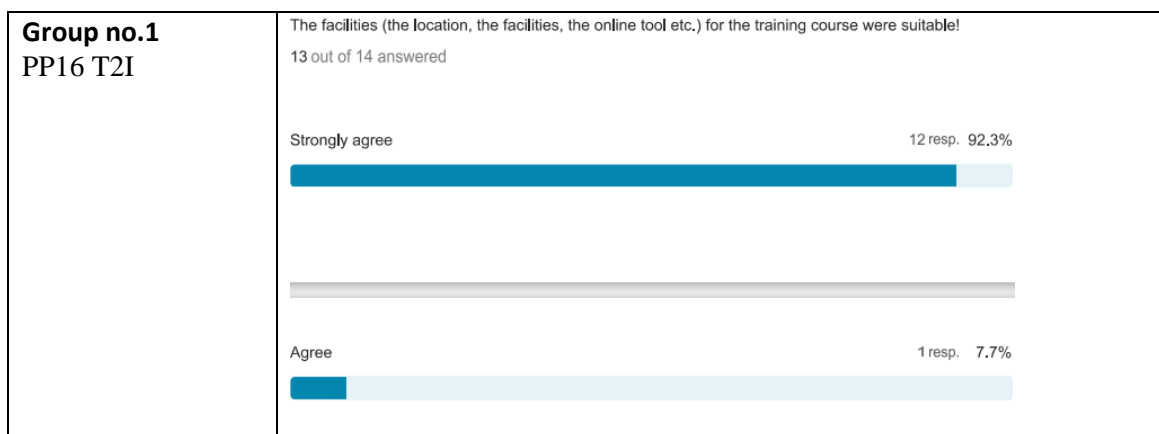 Group no.1
PP16 T2I
The facilities (the location, the facilities, the online tool etc.) for the training course were suitable!
13 out of 14 answered
Strongly agree 12 resp. 92.3%
Agree 1 resp. 7.7%